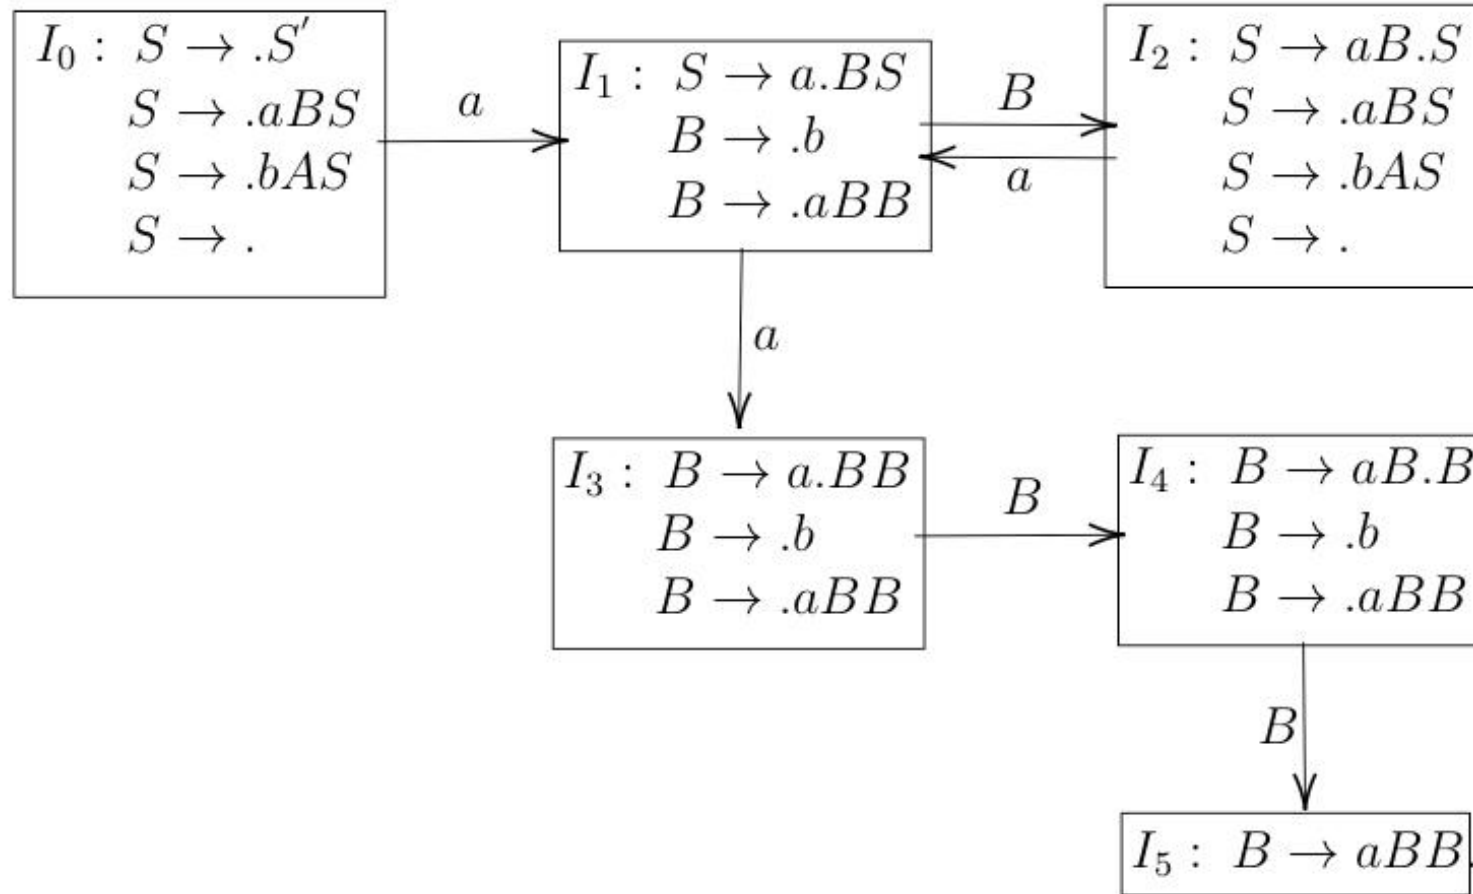 I₀ : S → .S′
S → .aBS
S → .bAS
S → .
a
I₁ : S → a.BS
B → .b
B → .aBB
B
a
I₂ : S → aB.S
S → .aBS
S → .bAS
S → .
a
I₃ : B → a.BB
B → .b
B → .aBB
B
I₄ : B → aB.B
B → .b
B → .aBB
B
I₅ : B → aBB.